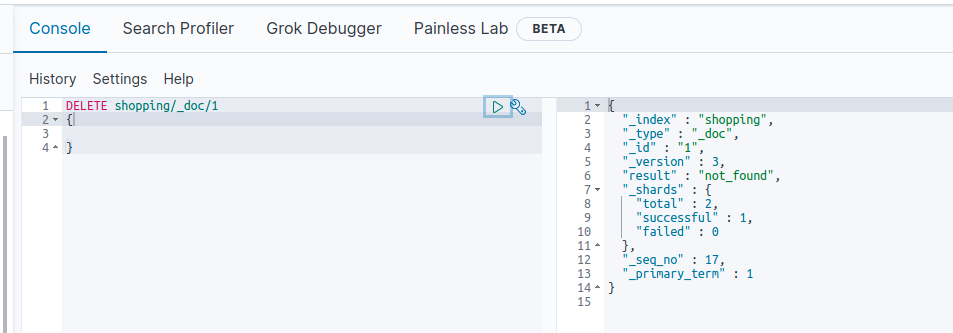 Console Search Profiler Grok Debugger Painless Lab BETA
History Settings Help
1 DELETE shopping/_doc/1
2 {
3
4 }
1 {
2 "_index" : "shopping",
3 "_type" : "_doc",
4 "_id" : "1",
5 "_version" : 3,
6 "result" : "not_found",
7 "_shards" : {
8 "total" : 2,
9 "successful" : 1,
10 "failed" : 0
11 },
12 "_seq_no" : 17,
13 "_primary_term" : 1
14 }
15